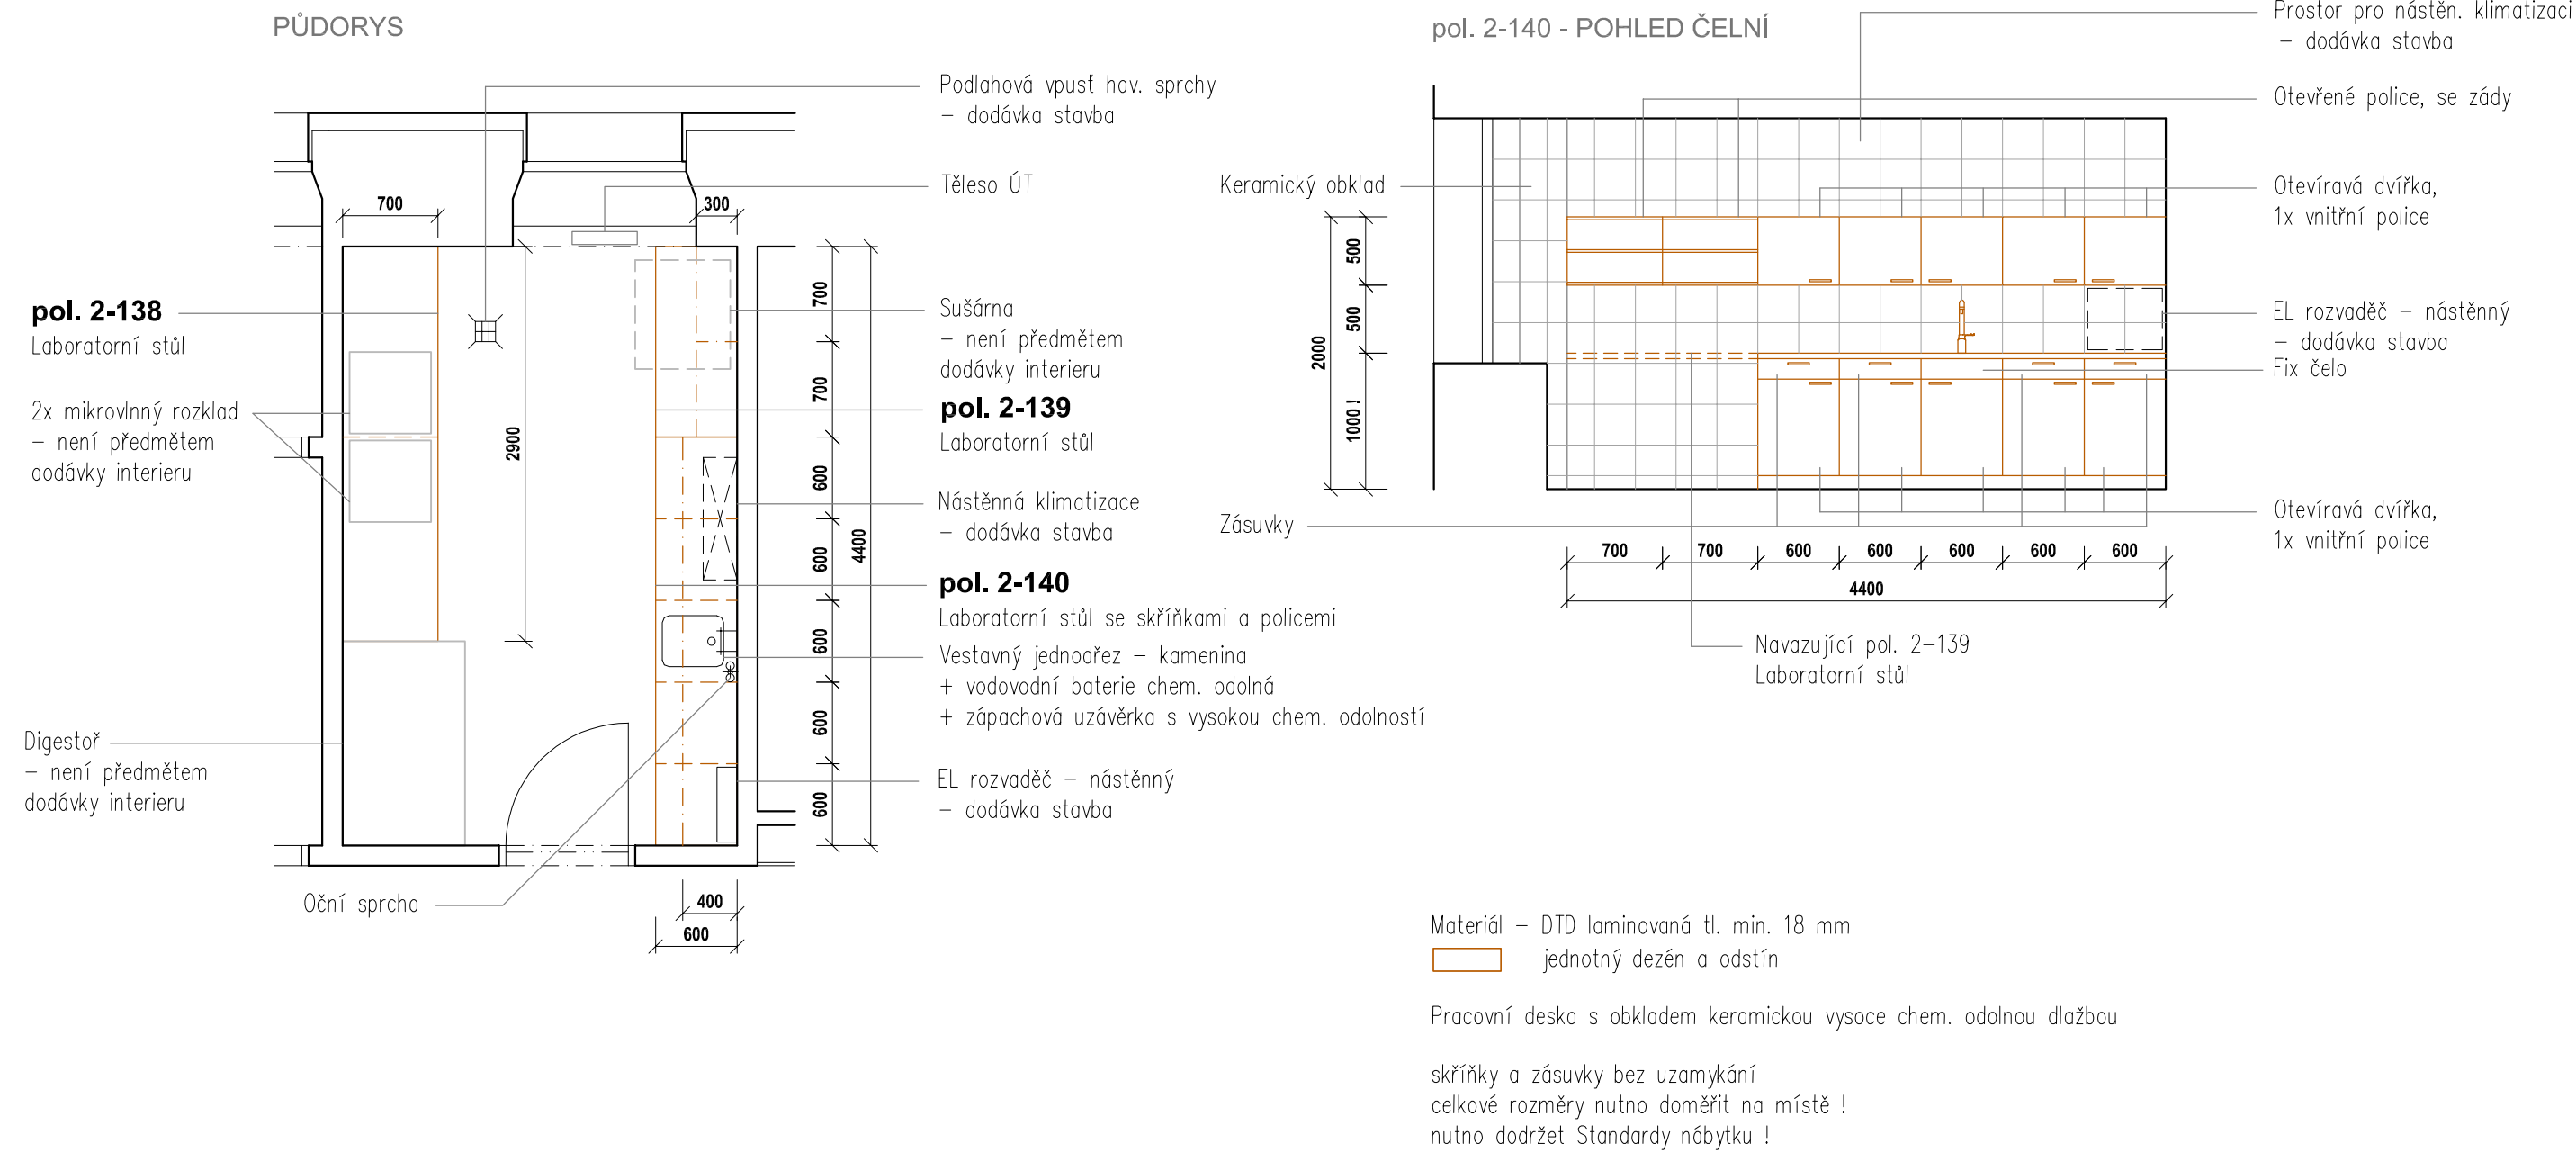 PŮDORYS
Podlahová vpusť hav. sprchy
– dodávka stavba
Těleso ÚT
700
300
pol. 2-138
Laboratorní stůl
2x mikrovlnný rozklad
– není předmětem
dodávky interieru
2900
Sušárna
– není předmětem
dodávky interieru
pol. 2-139
Laboratorní stůl
Nástěnná klimatizace
– dodávka stavba
pol. 2-140
Laboratorní stůl se skříňkami a policemi
Vestavný jednodřez – kamenina
+ vodovodní baterie chem. odolná
+ zápachová uzávěrka s vysokou chem. odolností
EL rozvaděč – nástěnný
– dodávka stavba
700
700
600
600
600
600
600
4400
Digestoř
– není předmětem
dodávky interieru
Oční sprcha
400
600
pol. 2-140 - POHLED ČELNÍ
Prostor pro nástěn. klimatizaci
– dodávka stavba
Otevřené police, se zády
Keramický obklad
Otevíravá dvířka,
1x vnitřní police
500
500
1000 !
2000
EL rozvaděč – nástěnný
– dodávka stavba
Fix čelo
Zásuvky
Otevíravá dvířka,
1x vnitřní police
700
700
600
600
600
600
600
4400
Navazující pol. 2–139
Laboratorní stůl
Materiál – DTD laminovaná tl. min. 18 mm
jednotný dezén a odstín
Pracovní deska s obkladem keramickou vysoce chem. odolnou dlažbou
skříňky a zásuvky bez uzamykání
celkové rozměry nutno doměřit na místě !
nutno dodržet Standardy nábytku !